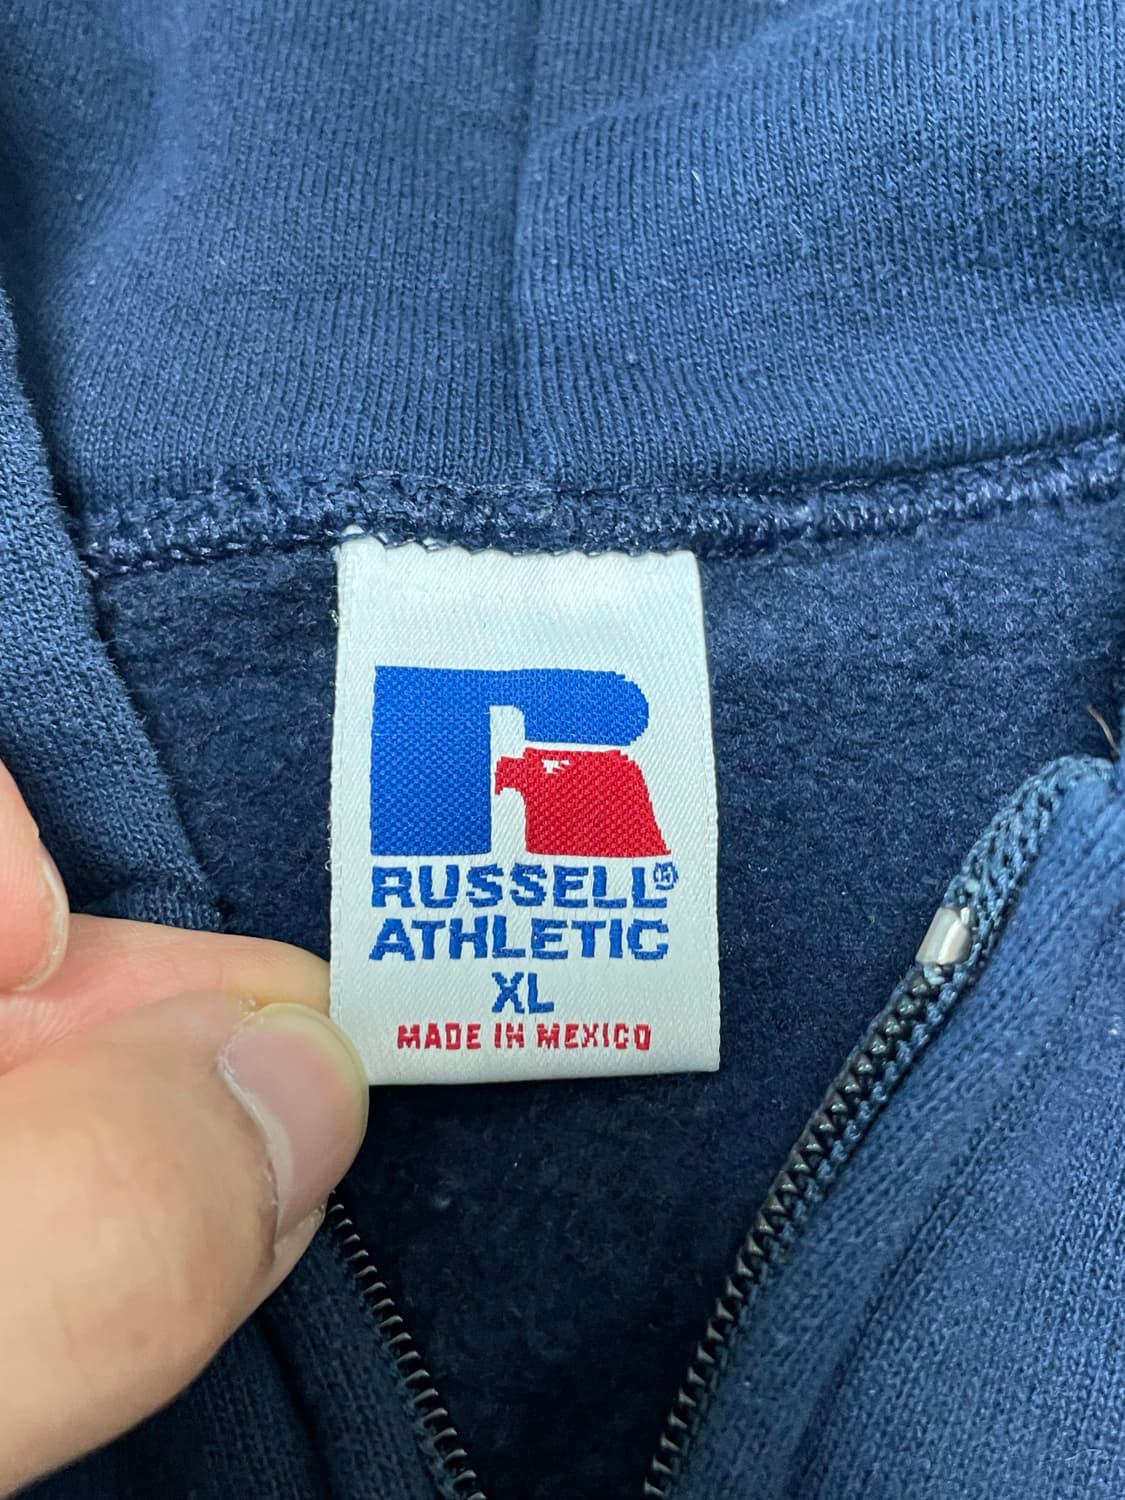 RUSSELL®
ATHLETIC
XL
MADE IN MEXICO